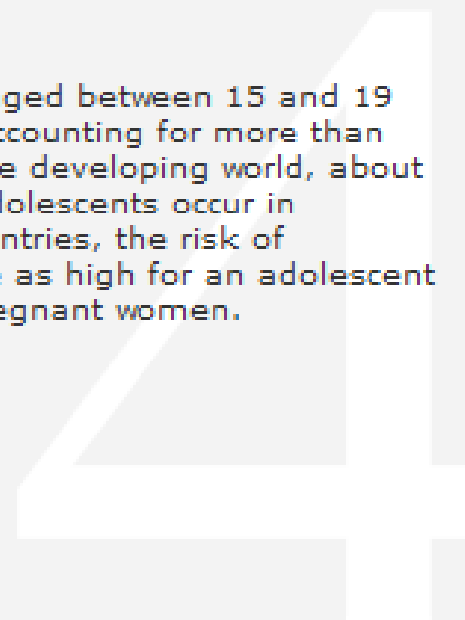 ged between 15 and 19
ccounting for more than
e developing world, about
dolescents occur in
ntries, the risk of
as high for an adolescent
egnant women.
4